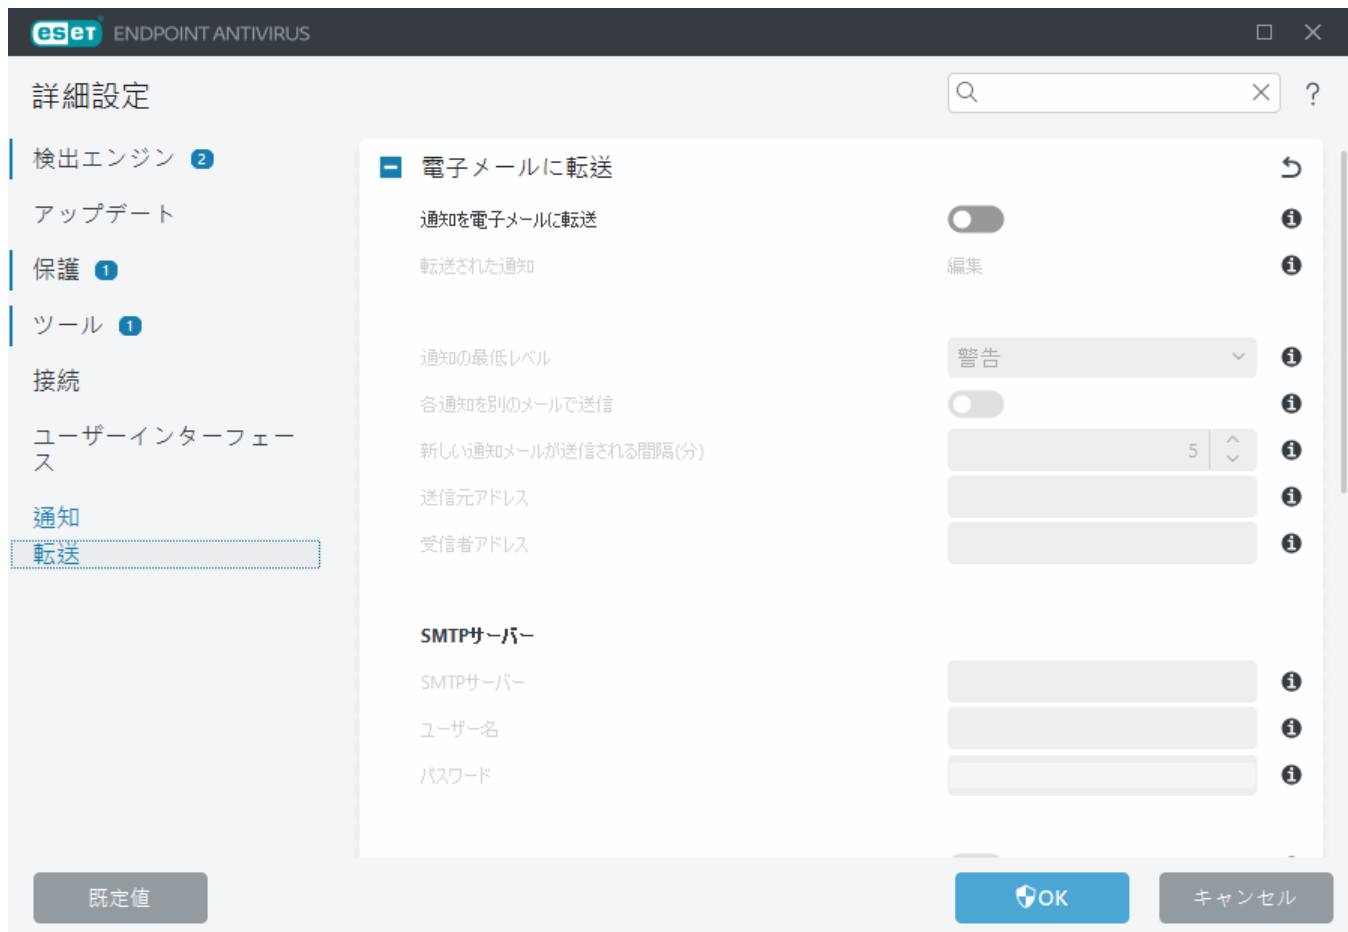 eset ENDPOINT ANTIVIRUS
詳細設定
?
検出エンジン 2
アップデート
保護 1
ツール 1
接続
ユーザーインターフェー
ス
通知
転送
電子メールに転送
通知を電子メールに転送
転送された通知 編集
通知の最低レベル 警告
各通知を別のメールで送信
新しい通知メールが送信される間隔(分) 5
送信元アドレス
受信者アドレス
SMTPサーバー
SMTPサーバー
ユーザー名
パスワード
既定値
OK
キャンセル